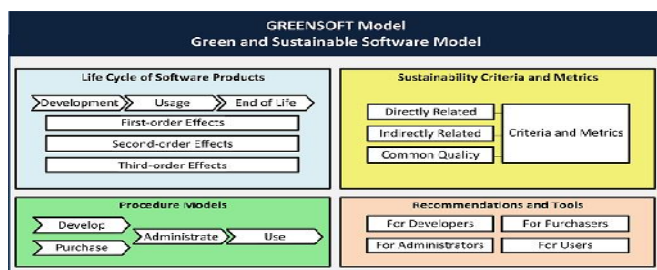 GREENSOFT Model
Green and Sustainable Software Model
Life Cycle of Software Products
Development
Usage
End of Life
First-order Effects
Second-order Effects
Third-order Effects
Sustainability Criteria and Metrics
Directly Related
Indirectly Related
Common Quality
Criteria and Metrics
Procedure Models
Develop
Purchase
Administrate
Use
Recommendations and Tools
For Developers
For Purchasers
For Administrators
For Users